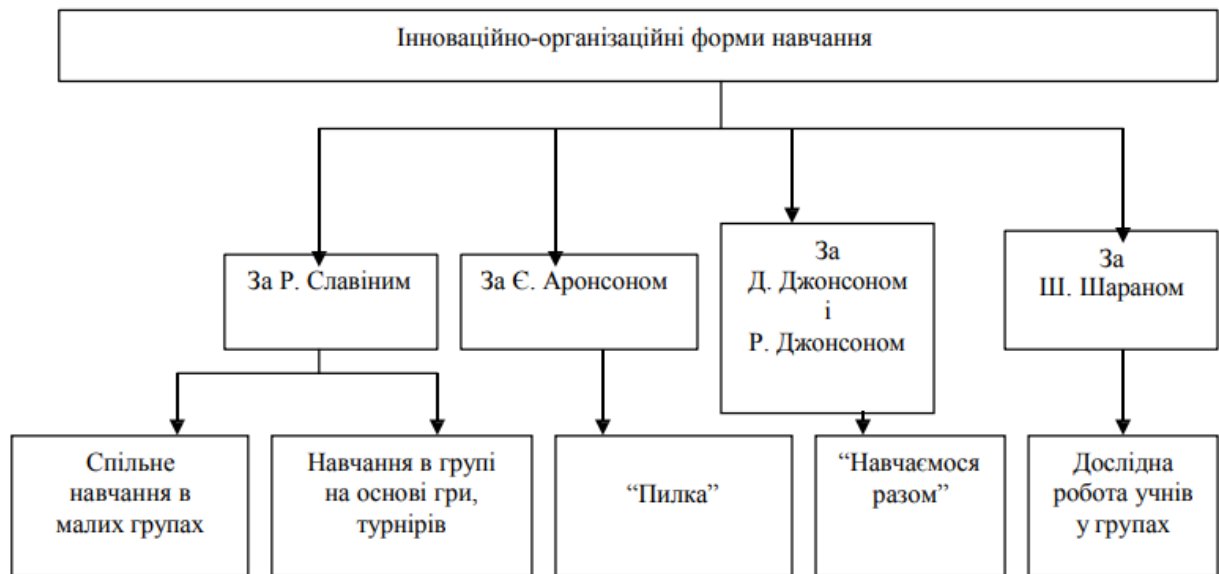 Інноваційно-організаційні форми навчання
За Р. Славіним
За Є. Аронсоном
За
Д. Джонсоном
і
Р. Джонсоном
За
Ш. Шараном
Спільне
навчання в
малих групах
Навчання в групі
на основі гри,
турнірів
“Пилка”
“Навчаємося
разом”
Дослідна
робота учнів
у групах